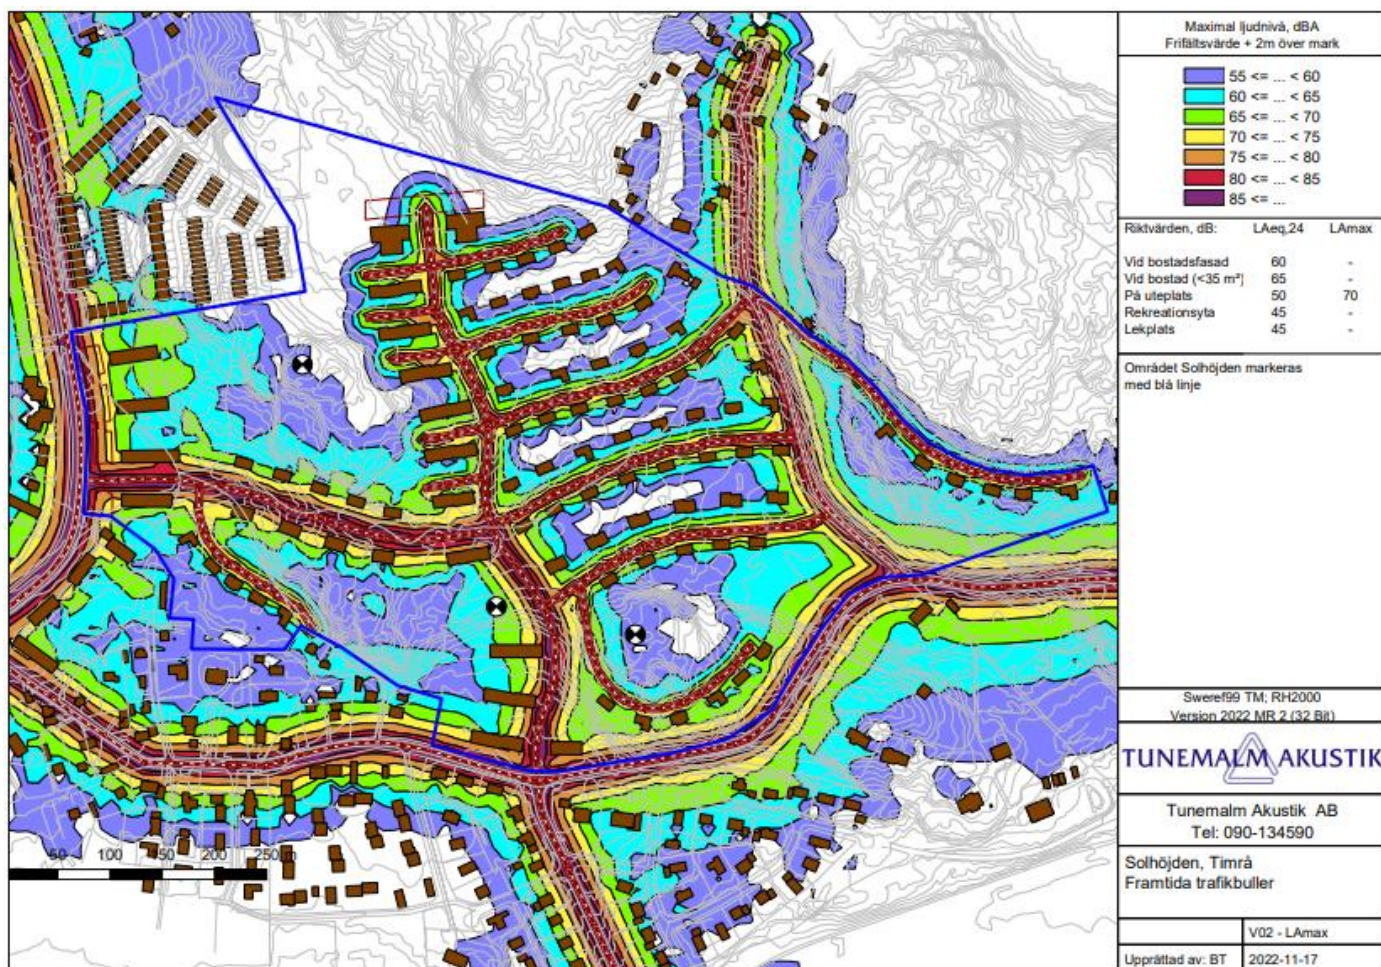 Maximal ljudnivå, dBA
Frifältsvärde + 2m över mark
55 <= ... < 60
60 <= ... < 65
65 <= ... < 70
70 <= ... < 75
75 <= ... < 80
80 <= ... < 85
85 <= ...
Riktvärden, dB: LAeq,24 LAmax
Vid bostadsfasad 60 -
Vid bostad (<35 m²) 65 -
På uteplats 50 70
Rekreationsyta 45 -
Lekplats 45 -
Området Solhöjden markeras
med blå linje
Sweref99 TM; RH2000
Version 2022 MR 2 (32 Bit)
TUNEMALM AKUSTIK
Tunemalm Akustik AB
Tel: 090-134590
Solhöjden, Timrå
Framtida trafikbuller
V02 - LAmax
Upprättad av: BT 2022-11-17
50 100 150 200 250 m